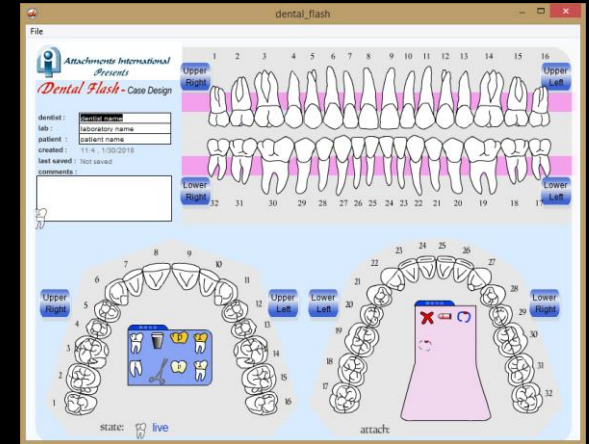 dental_flash
File
Attachments International
Presents
Dental Flash - Case Design
dentist : dentist name
lab : laboratory name
patient : patient name
created : 11:4 , 1/30/2018
last saved : Not saved
comments :
Upper Right
1 2 3 4 5 6 7 8 9 10 11 12 13 14 15 16
Upper Left
Lower Right
32 31 30 29 28 27 26 25 24 23 22 21 20 19 18 17
Lower Left
Upper Right
1 2 3 4 5 6 7 8 9 10 11 12 13 14 15 16
Upper Left
state: live
Lower Left
17 18 19 20 21 22 23 24 25 26 27 28 29 30 31 32
Lower Right
attach: